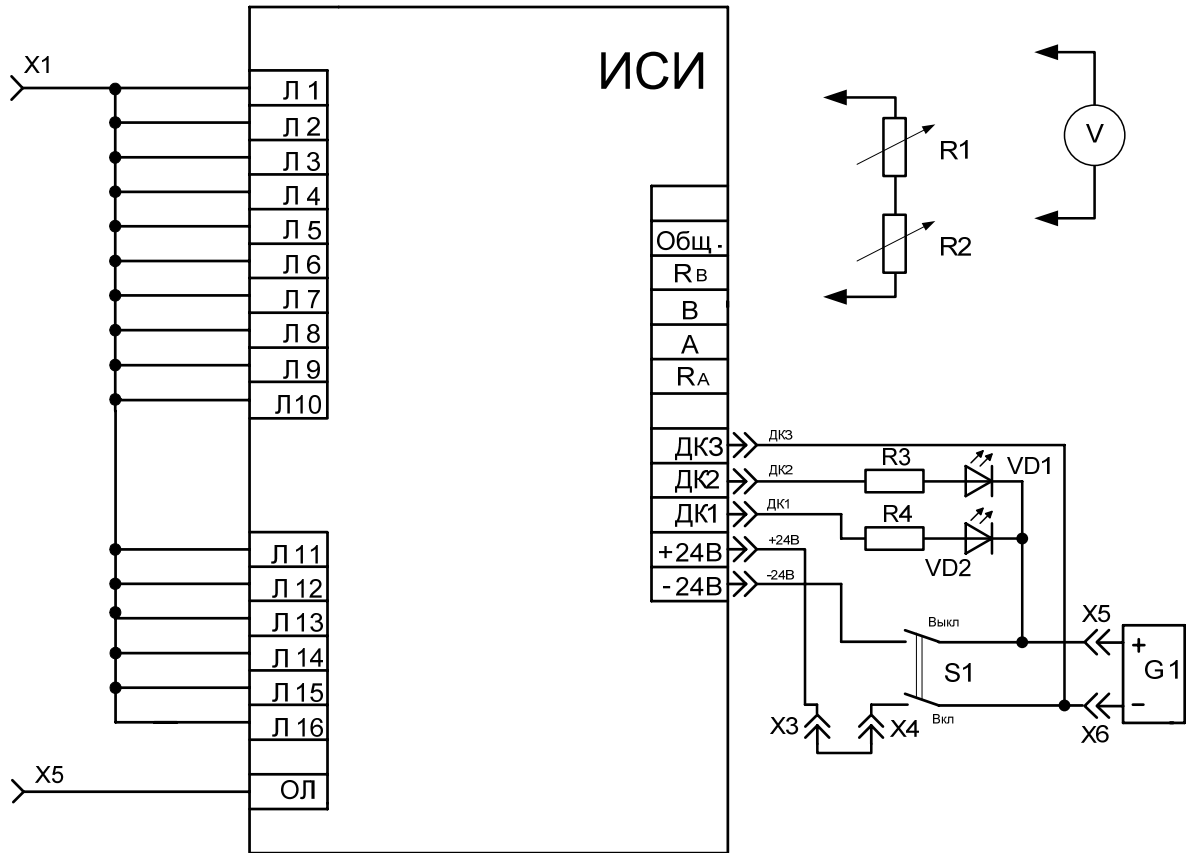 ИСИ
X1
Л 1
Л 2
Л 3
Л 4
Л 5
Л 6
Л 7
Л 8
Л 9
Л10
Л 11
Л 12
Л 13
Л 14
Л 15
Л 16
X5
ОЛ
Общ.
RB
B
A
RA
ДК3
ДК2
ДК1
+24В
-24В
ДК3
ДК2
ДК1
+24В
-24В
R1
R2
V
R3
VD1
R4
VD2
Выкл
S1
Вкл
X3
X4
X5
X6
+
G1
-